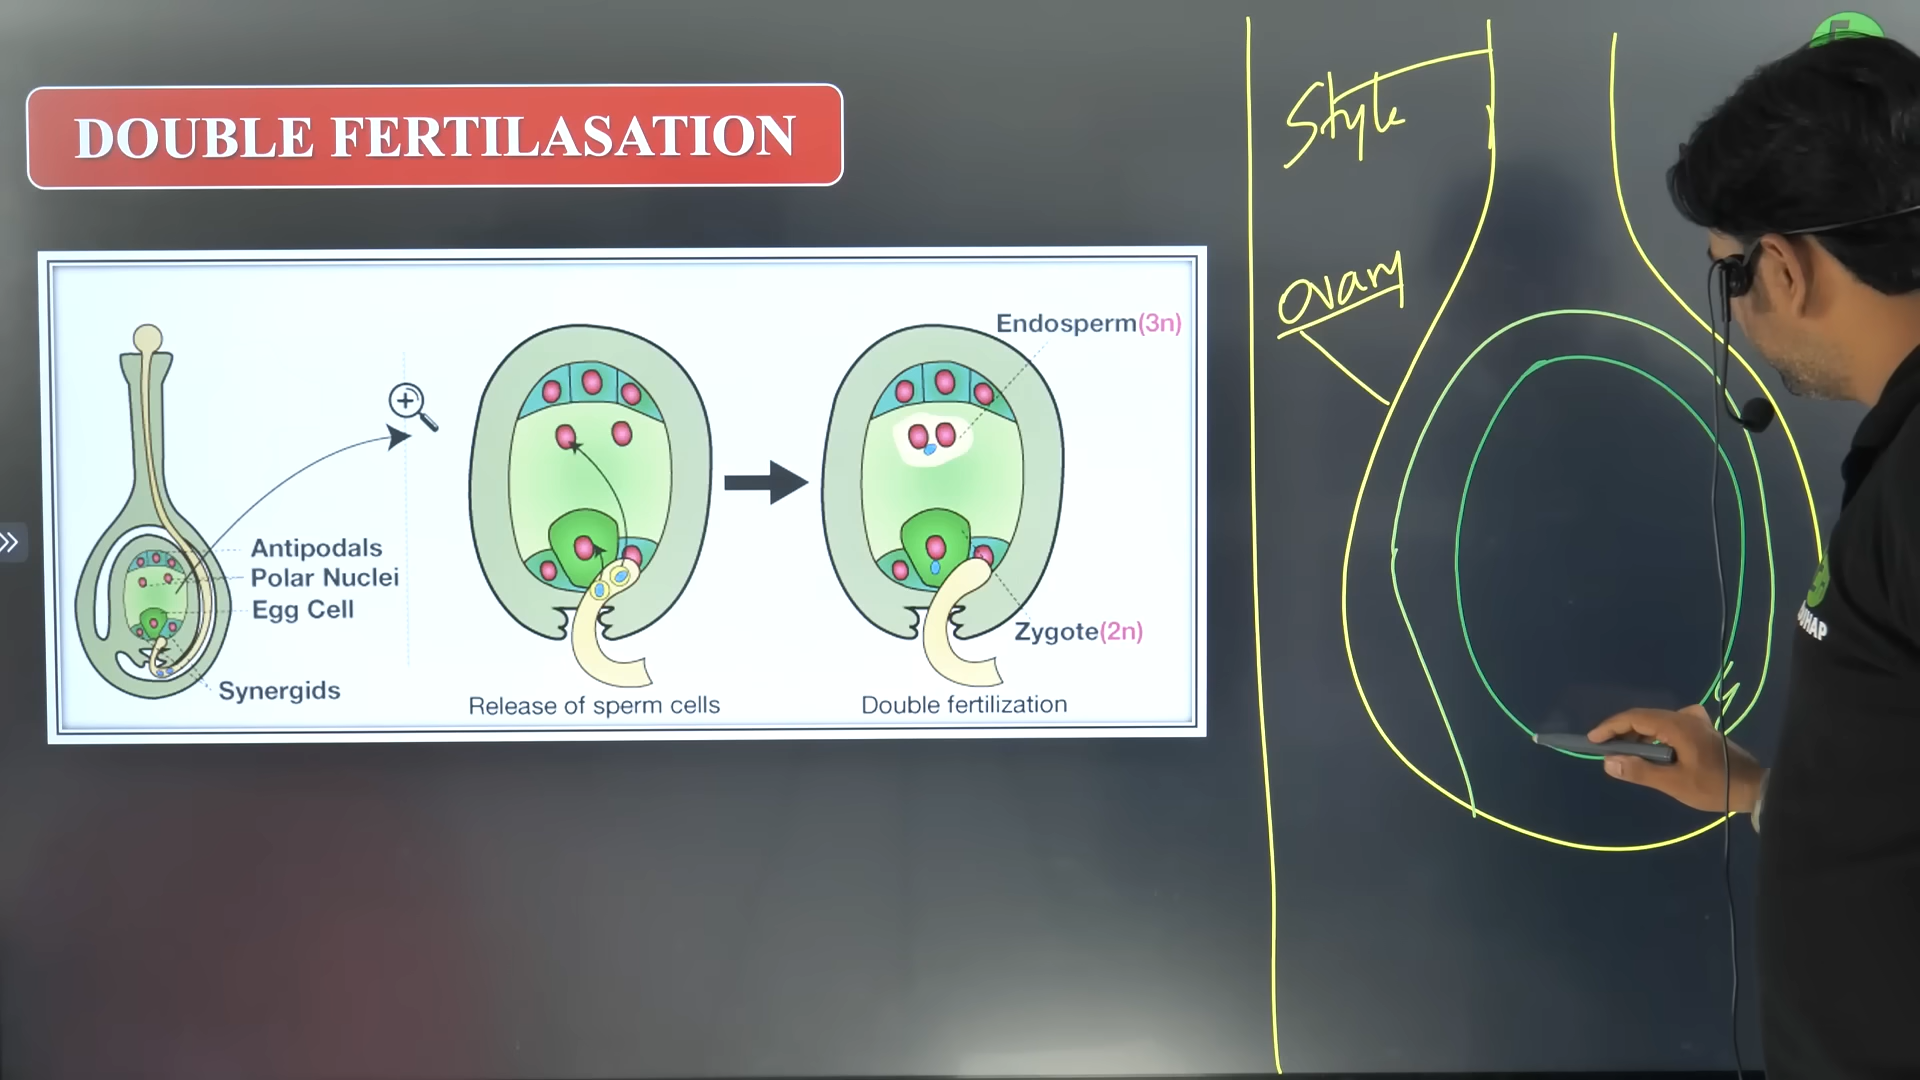 DOUBLE FERTILASATION
Endosperm(3n)
Antipodals
Polar Nuclei
Egg Cell
Synergids
Zygote(2n)
Release of sperm cells
Double fertilization
Style
Ovary